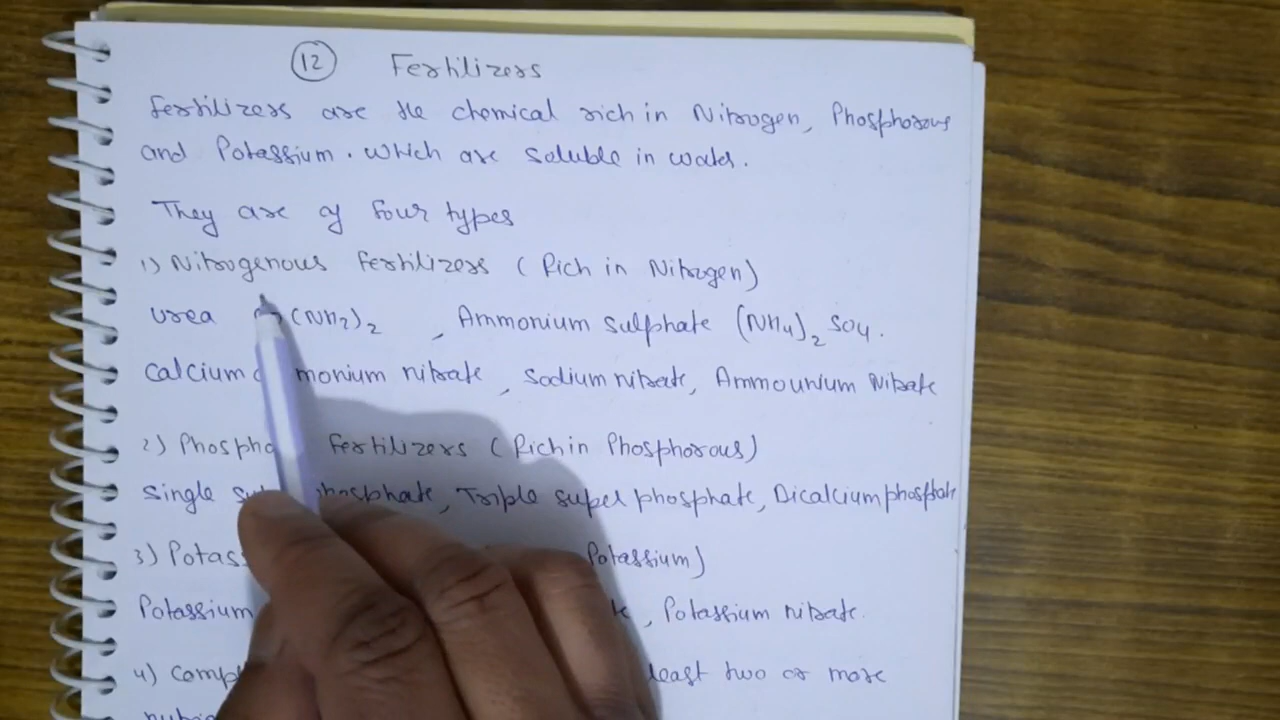 12 Fertilizers
Fertilizers are the chemical rich in Nitrogen, Phosphorous
and Potassium. Which are soluble in water.
They are of four types
1) Nitrogenous Fertilizers (Rich in Nitrogen)
Urea (NH2)2 , Ammonium sulphate (NH4)2 SO4.
Calcium monium nitrate , Sodium nitrate, Ammounium Nitrate
2) Phospha Fertilizers (Rich in Phosphorous)
Single phosphate, Triple super phosphate, Dicalcium phosphate
3) Potass Potassium)
Potassium , Potassium nitrate.
4) Comp least two or more